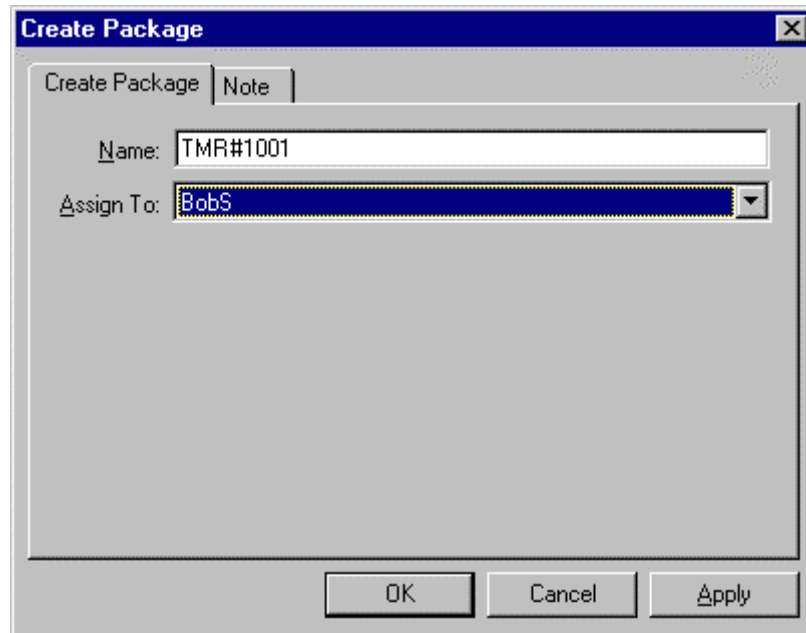 Create Package
Create Package Note
Name: TMR#1001
Assign To: BobS
OK Cancel Apply